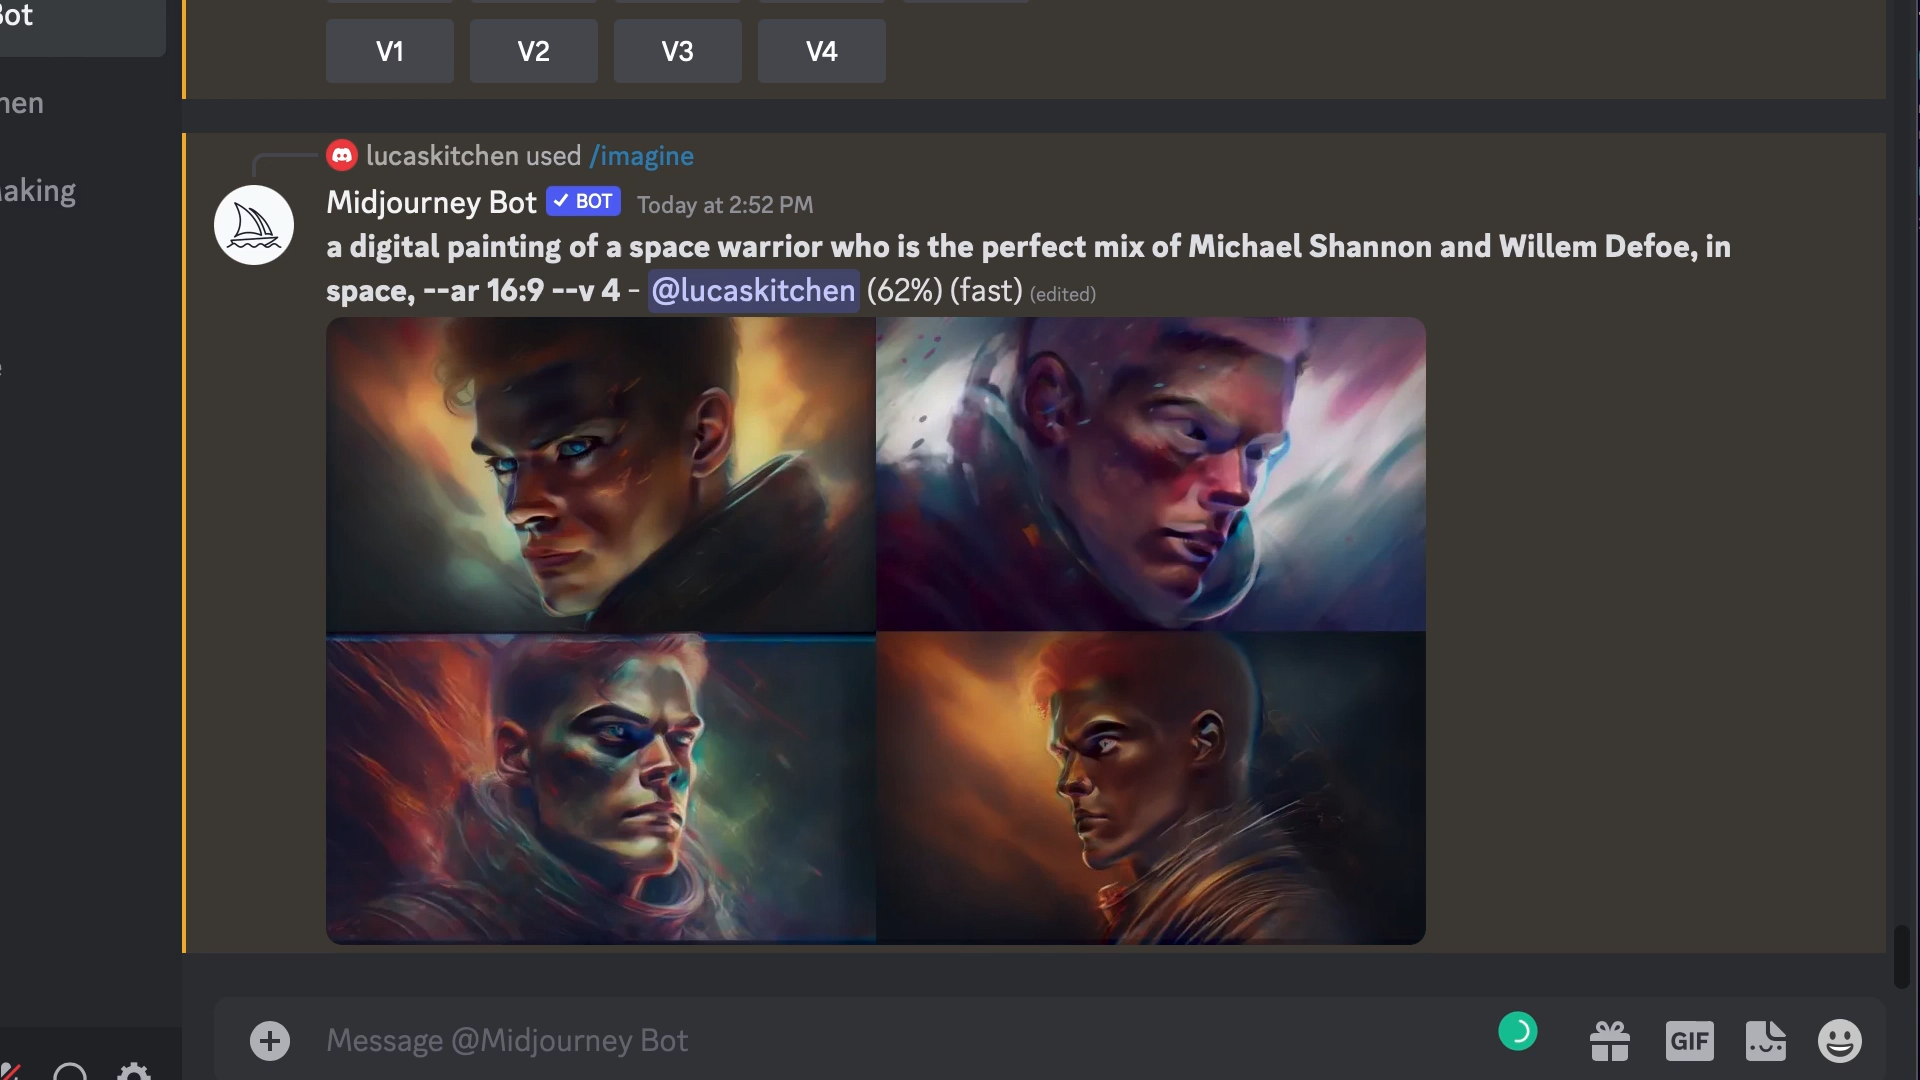 Bot
V1 V2 V3 V4
hen
lucaskitchen used /imagine
aking
Midjourney Bot ✓ BOT Today at 2:52 PM
a digital painting of a space warrior who is the perfect mix of Michael Shannon and Willem Defoe, in
space, --ar 16:9 --v 4 - @lucaskitchen (62%) (fast) (edited)
e
Message @Midjourney Bot
GIF